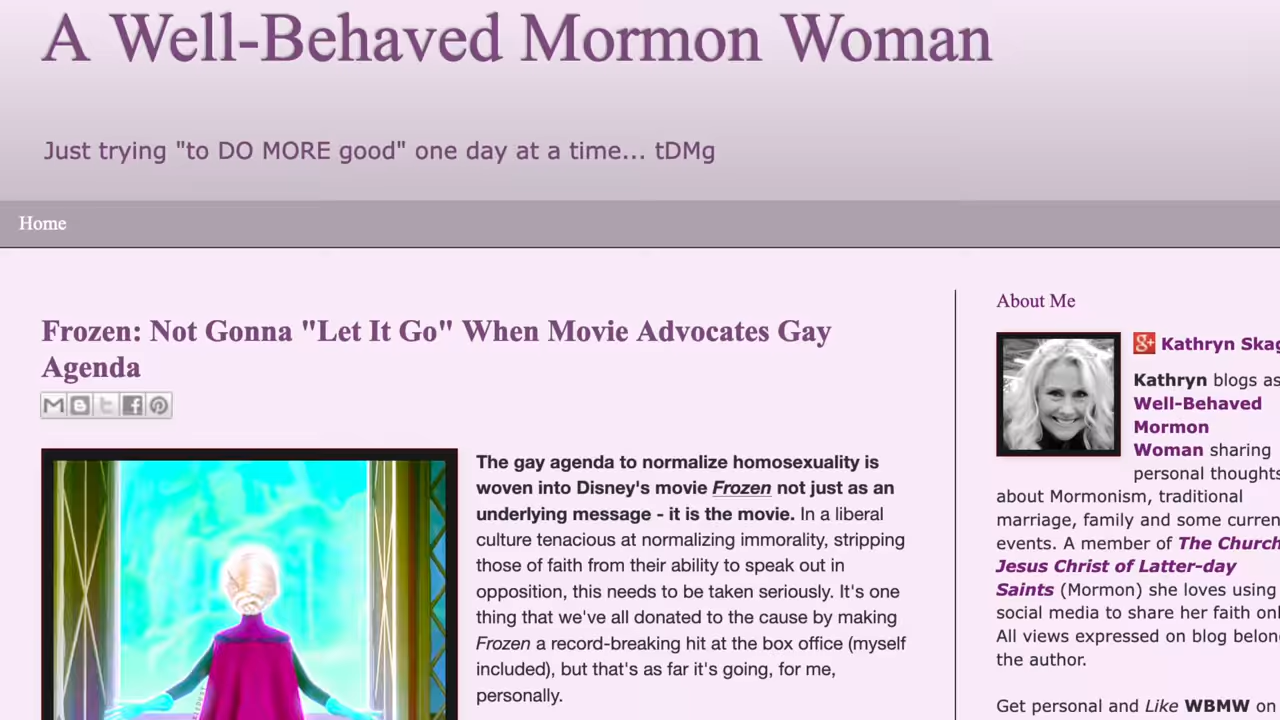 A Well-Behaved Mormon Woman
Just trying "to DO MORE good" one day at a time... tDMg
Home
Frozen: Not Gonna "Let It Go" When Movie Advocates Gay
Agenda
The gay agenda to normalize homosexuality is
woven into Disney's movie Frozen not just as an
underlying message - it is the movie. In a liberal
culture tenacious at normalizing immorality, stripping
those of faith from their ability to speak out in
opposition, this needs to be taken seriously. It's one
thing that we've all donated to the cause by making
Frozen a record-breaking hit at the box office (myself
included), but that's as far it's going, for me,
personally.
About Me
Kathryn Skag
Kathryn blogs as
Well-Behaved
Mormon
Woman sharing
personal thoughts
about Mormonism, traditional
marriage, family and some curren
events. A member of The Church
Jesus Christ of Latter-day
Saints (Mormon) she loves using
social media to share her faith onl
All views expressed on blog belon
the author.
Get personal and Like WBMW on